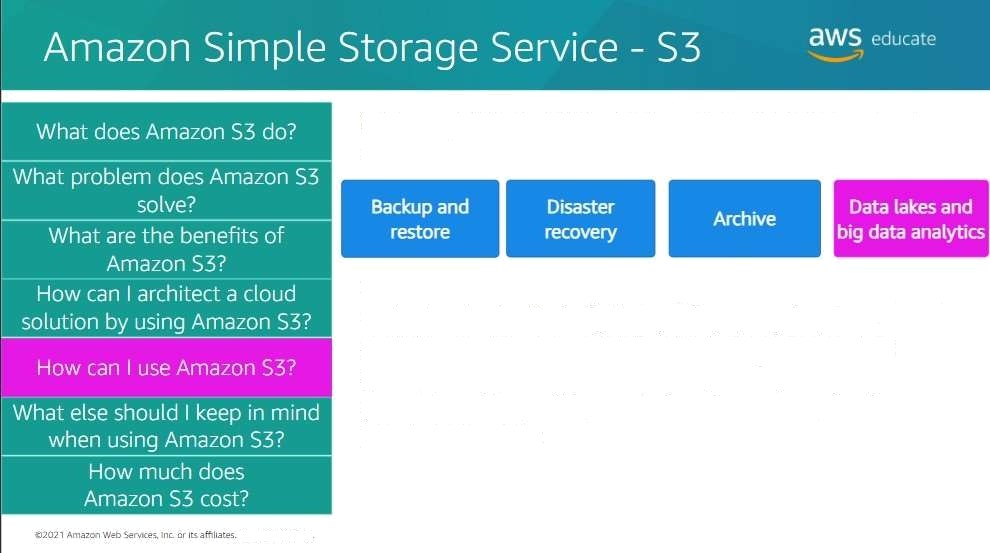 Amazon Simple Storage Service - S3
aws educate
What does Amazon S3 do?
What problem does Amazon S3
solve?
What are the benefits of
Amazon S3?
How can I architect a cloud
solution by using Amazon S3?
How can I use Amazon S3?
What else should I keep in mind
when using Amazon S3?
How much does
Amazon S3 cost?
Backup and
restore
Disaster
recovery
Archive
Data lakes and
big data analytics
©2021 Amazon Web Services, Inc. or its affiliates.